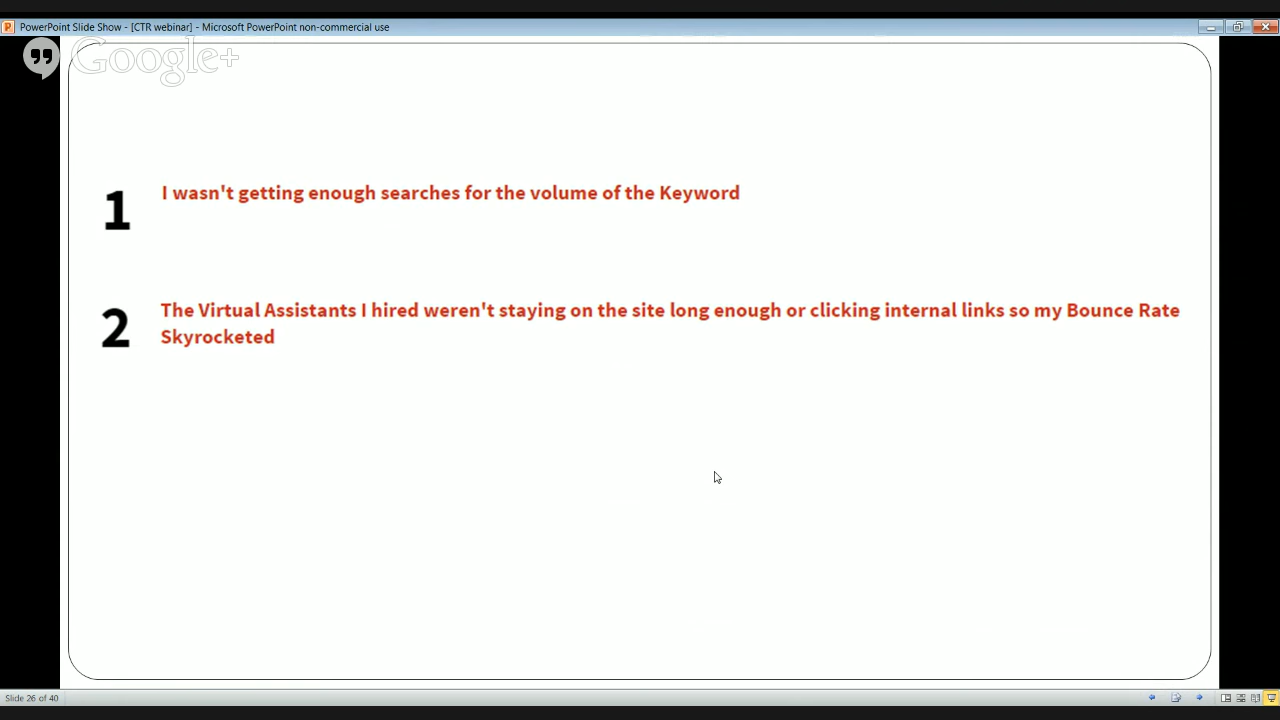 PowerPoint Slide Show - [CTR webinar] - Microsoft PowerPoint non-commercial use
Google+
1
I wasn't getting enough searches for the volume of the Keyword
2
The Virtual Assistants I hired weren't staying on the site long enough or clicking internal links so my Bounce Rate
Skyrocketed
Slide 26 of 40